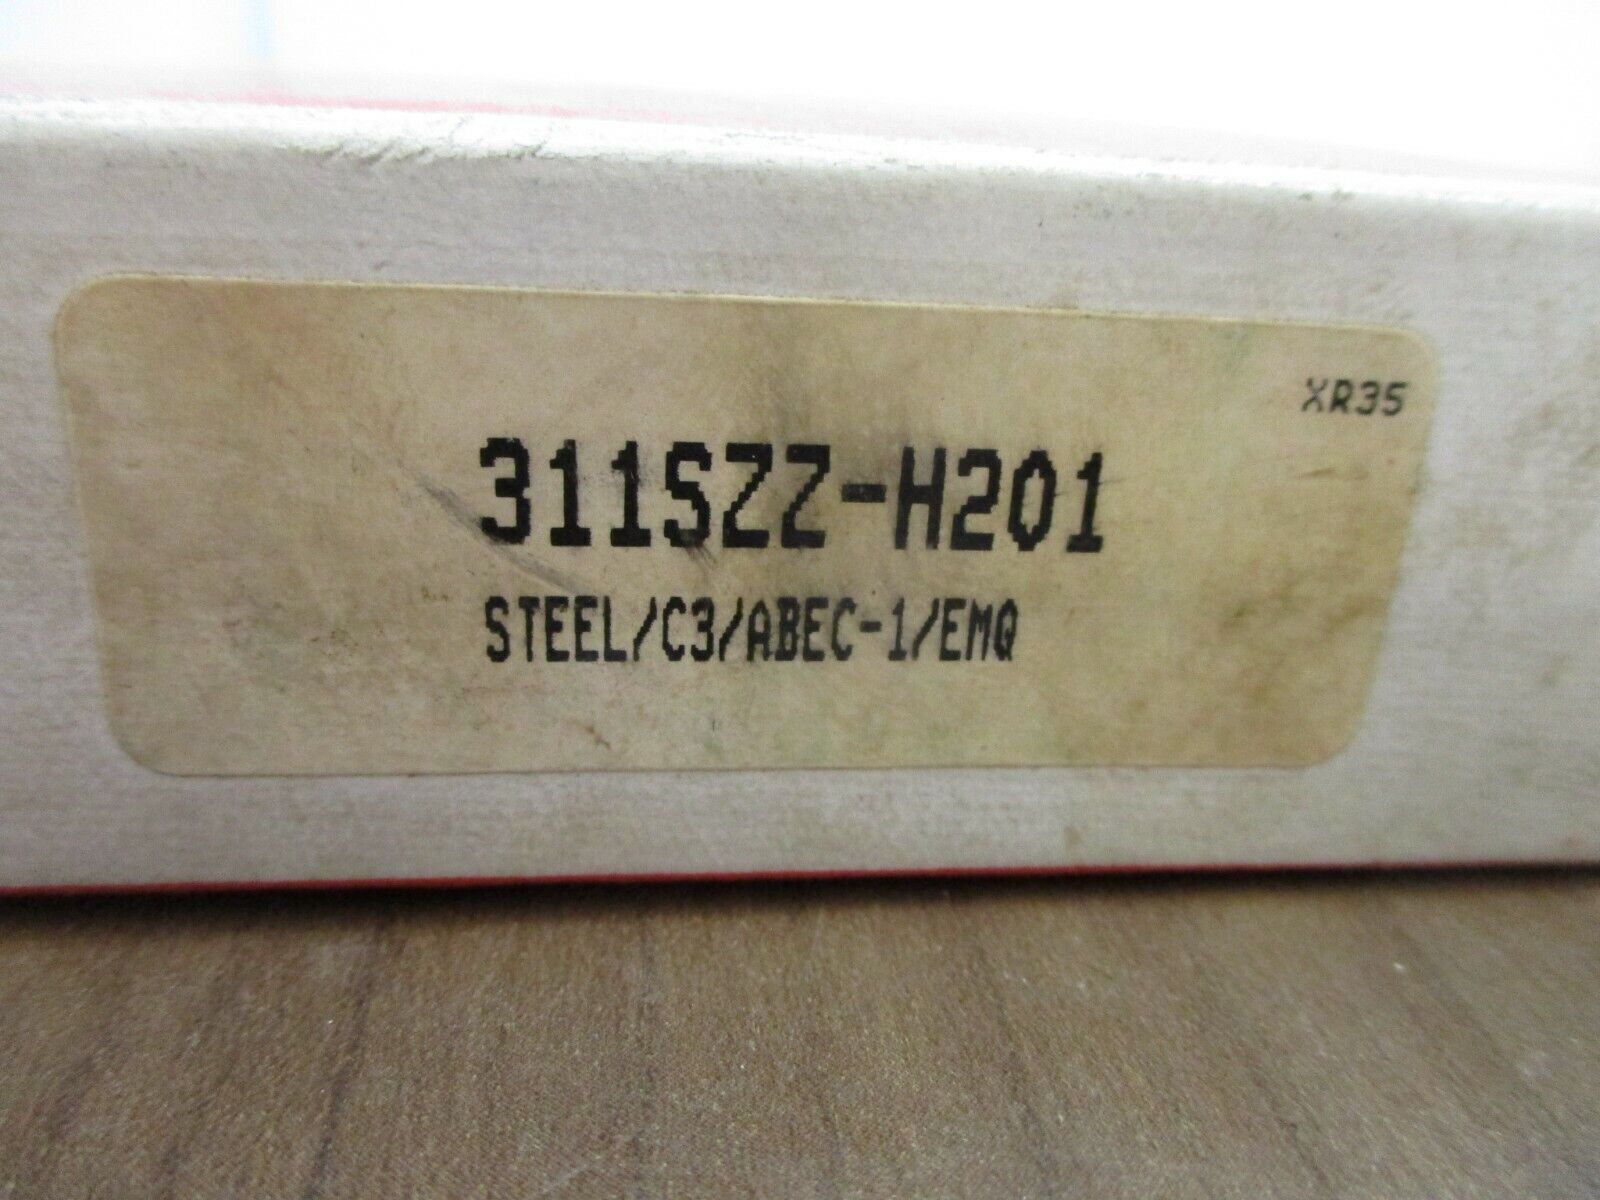 XR35
311SZZ-H201
STEEL/C3/ABEC-1/EMQ